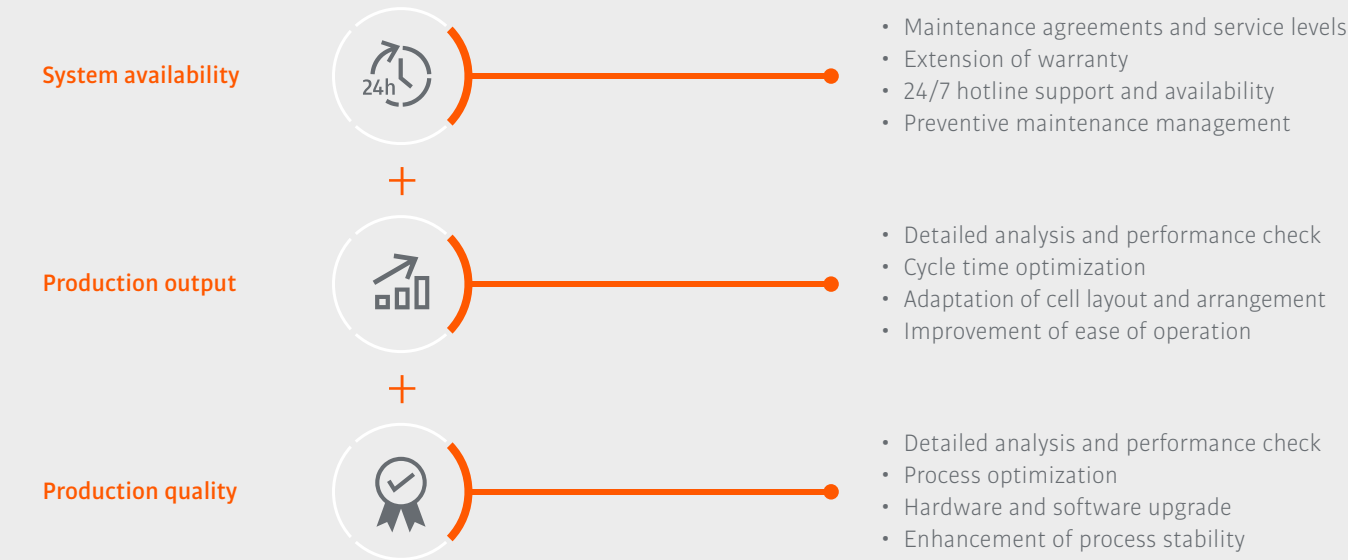 System availability
24h
• Maintenance agreements and service levels
• Extension of warranty
• 24/7 hotline support and availability
• Preventive maintenance management
+
Production output
• Detailed analysis and performance check
• Cycle time optimization
• Adaptation of cell layout and arrangement
• Improvement of ease of operation
+
Production quality
• Detailed analysis and performance check
• Process optimization
• Hardware and software upgrade
• Enhancement of process stability